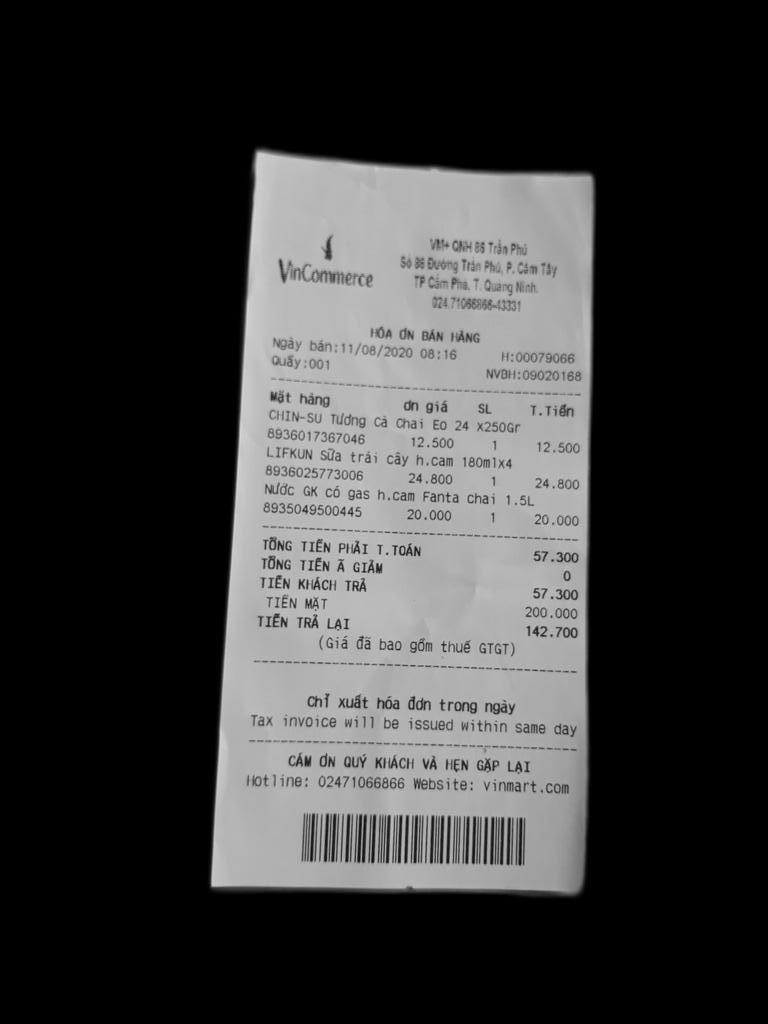 VinCommerce
VM+ QNH 86 Trần Phú
Số 86 Đường Trần Phú, P. Cẩm Tây
TP Cẩm Phả, T. Quảng Ninh.
024.71066866-43331
HÓA ƠN BÁN HÀNG
Ngày bán:11/08/2020 08:16 H:00079066
Quầy:001 NVBH:09020168
Mặt hàng ơn giá SL T.Tiền
CHIN-SU Tương cà Chai Eo 24 X250Gr
8936017367046 12.500 1 12.500
LIFKUN Sữa trái cây h.cam 180mlx4
8936025773006 24.800 1 24.800
Nước GK có gas h.cam Fanta chai 1.5L
8935049500445 20.000 1 20.000
TỔNG TIỀN PHẢI T.TOÁN 57.300
TỔNG TIỀN Ã GIẢM 0
TIỀN KHÁCH TRẢ 57.300
TIỀN MẶT 200.000
TIỀN TRẢ LẠI 142.700
(Giá đã bao gồm thuế GTGT)
Chỉ xuất hóa đơn trong ngày
Tax invoice will be issued within same day
CẢM ƠN QUÝ KHÁCH VÀ HẸN GẶP LẠI
Hotline: 02471066866 Website: vinmart.com